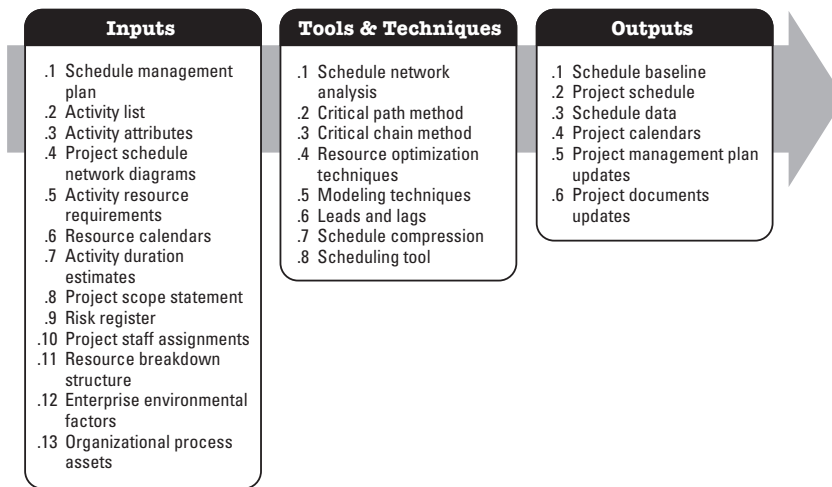 Inputs
.1 Schedule management
plan
.2 Activity list
.3 Activity attributes
.4 Project schedule
network diagrams
.5 Activity resource
requirements
.6 Resource calendars
.7 Activity duration
estimates
.8 Project scope statement
.9 Risk register
.10 Project staff assignments
.11 Resource breakdown
structure
.12 Enterprise environmental
factors
.13 Organizational process
assets
Tools & Techniques
.1 Schedule network
analysis
.2 Critical path method
.3 Critical chain method
.4 Resource optimization
techniques
.5 Modeling techniques
.6 Leads and lags
.7 Schedule compression
.8 Scheduling tool
Outputs
.1 Schedule baseline
.2 Project schedule
.3 Schedule data
.4 Project calendars
.5 Project management plan
updates
.6 Project documents
updates